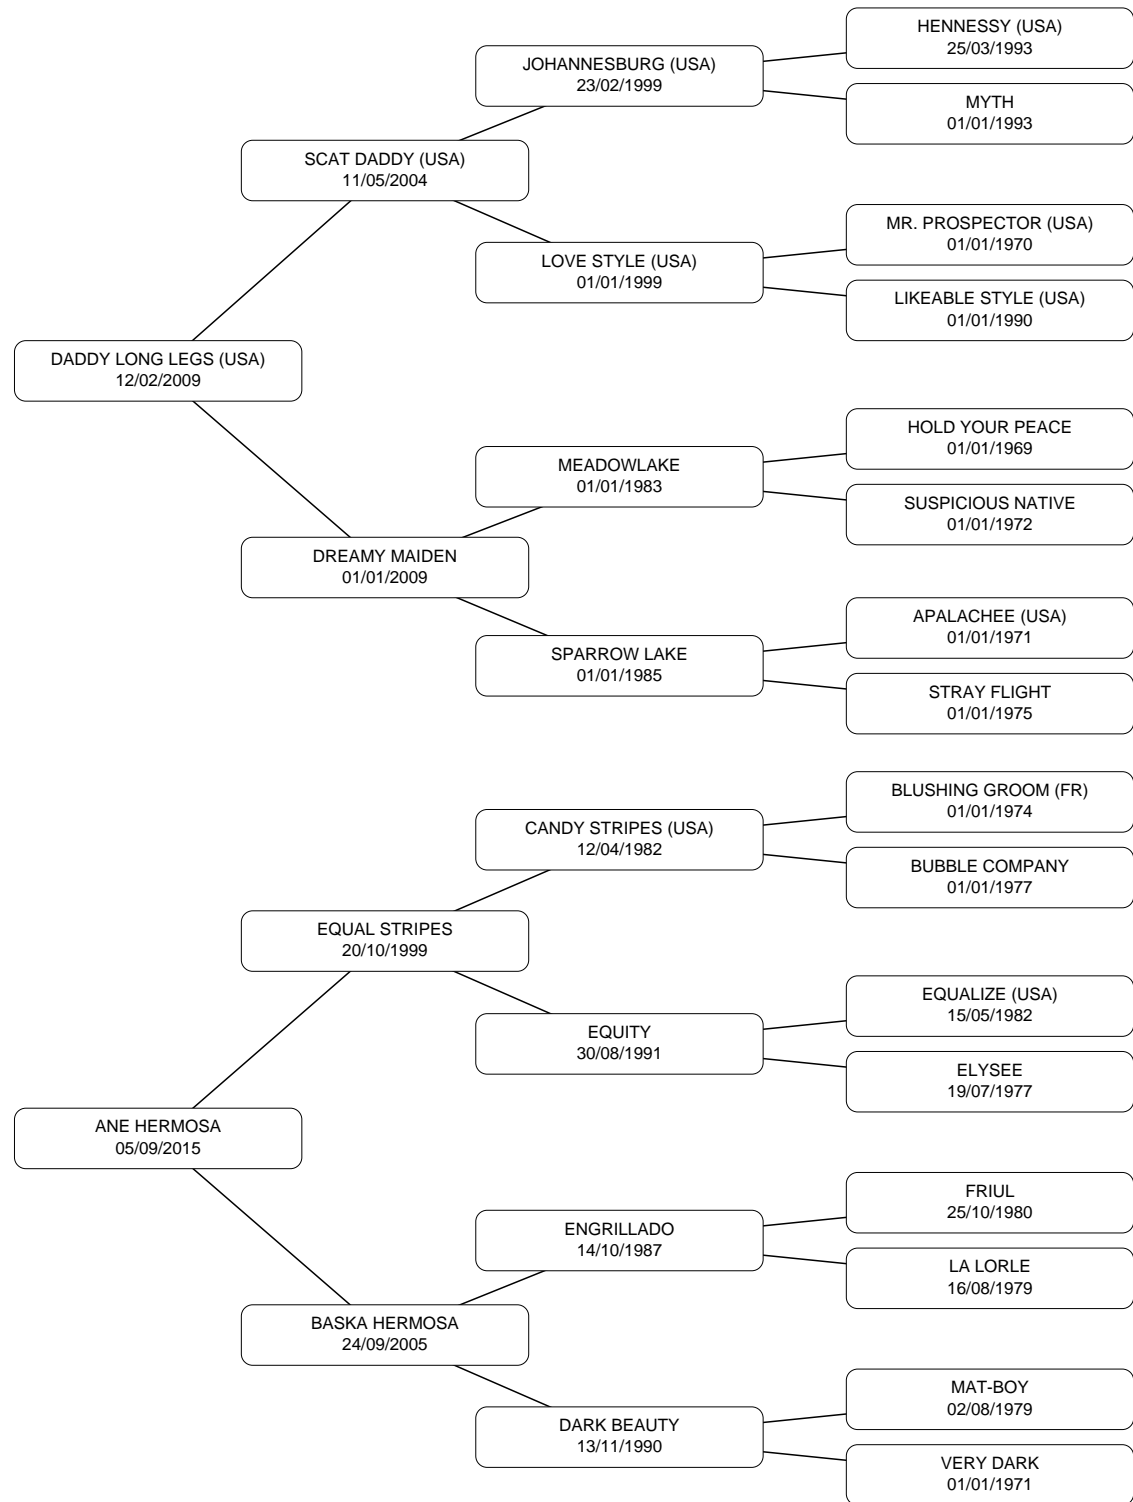 HENNESSY (USA)
25/03/1993
JOHANNESBURG (USA)
23/02/1999
MYTH
01/01/1993
SCAT DADDY (USA)
11/05/2004
MR. PROSPECTOR (USA)
01/01/1970
LOVE STYLE (USA)
01/01/1999
LIKEABLE STYLE (USA)
01/01/1990
DADDY LONG LEGS (USA)
12/02/2009
HOLD YOUR PEACE
01/01/1969
MEADOWLAKE
01/01/1983
SUSPICIOUS NATIVE
01/01/1972
DREAMY MAIDEN
01/01/2009
APALACHEE (USA)
01/01/1971
SPARROW LAKE
01/01/1985
STRAY FLIGHT
01/01/1975
BLUSHING GROOM (FR)
01/01/1974
CANDY STRIPES (USA)
12/04/1982
BUBBLE COMPANY
01/01/1977
EQUAL STRIPES
20/10/1999
EQUALIZE (USA)
15/05/1982
EQUITY
30/08/1991
ELYSEE
19/07/1977
ANE HERMOSA
05/09/2015
FRIUL
25/10/1980
ENGRILLADO
14/10/1987
LA LORLE
16/08/1979
BASKA HERMOSA
24/09/2005
MAT-BOY
02/08/1979
DARK BEAUTY
13/11/1990
VERY DARK
01/01/1971